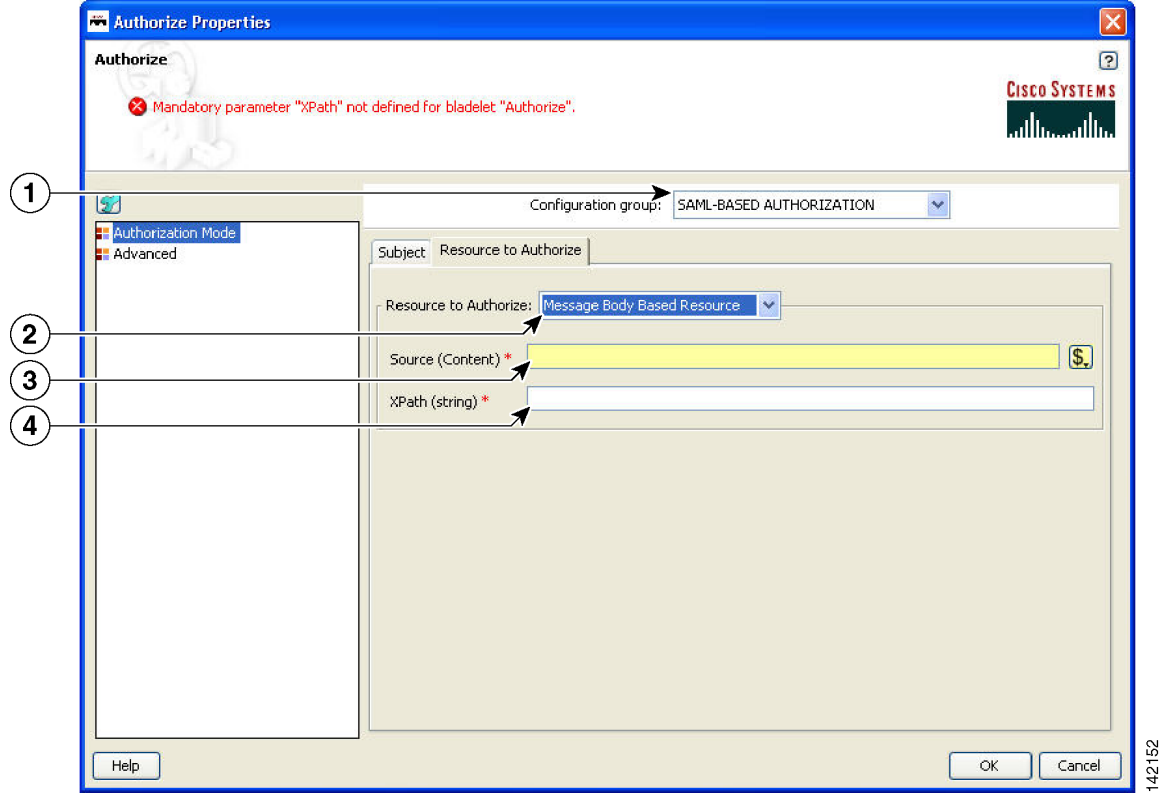 Authorize Properties
Authorize
?
Mandatory parameter "XPath" not defined for bladelet "Authorize".
CISCO SYSTEMS
1
Configuration group: SAML-BASED AUTHORIZATION
Authorization Mode
Advanced
Subject Resource to Authorize
Resource to Authorize: Message Body Based Resource
2
Source (Content) * $
3
XPath (string) *
4
Help OK Cancel
142152